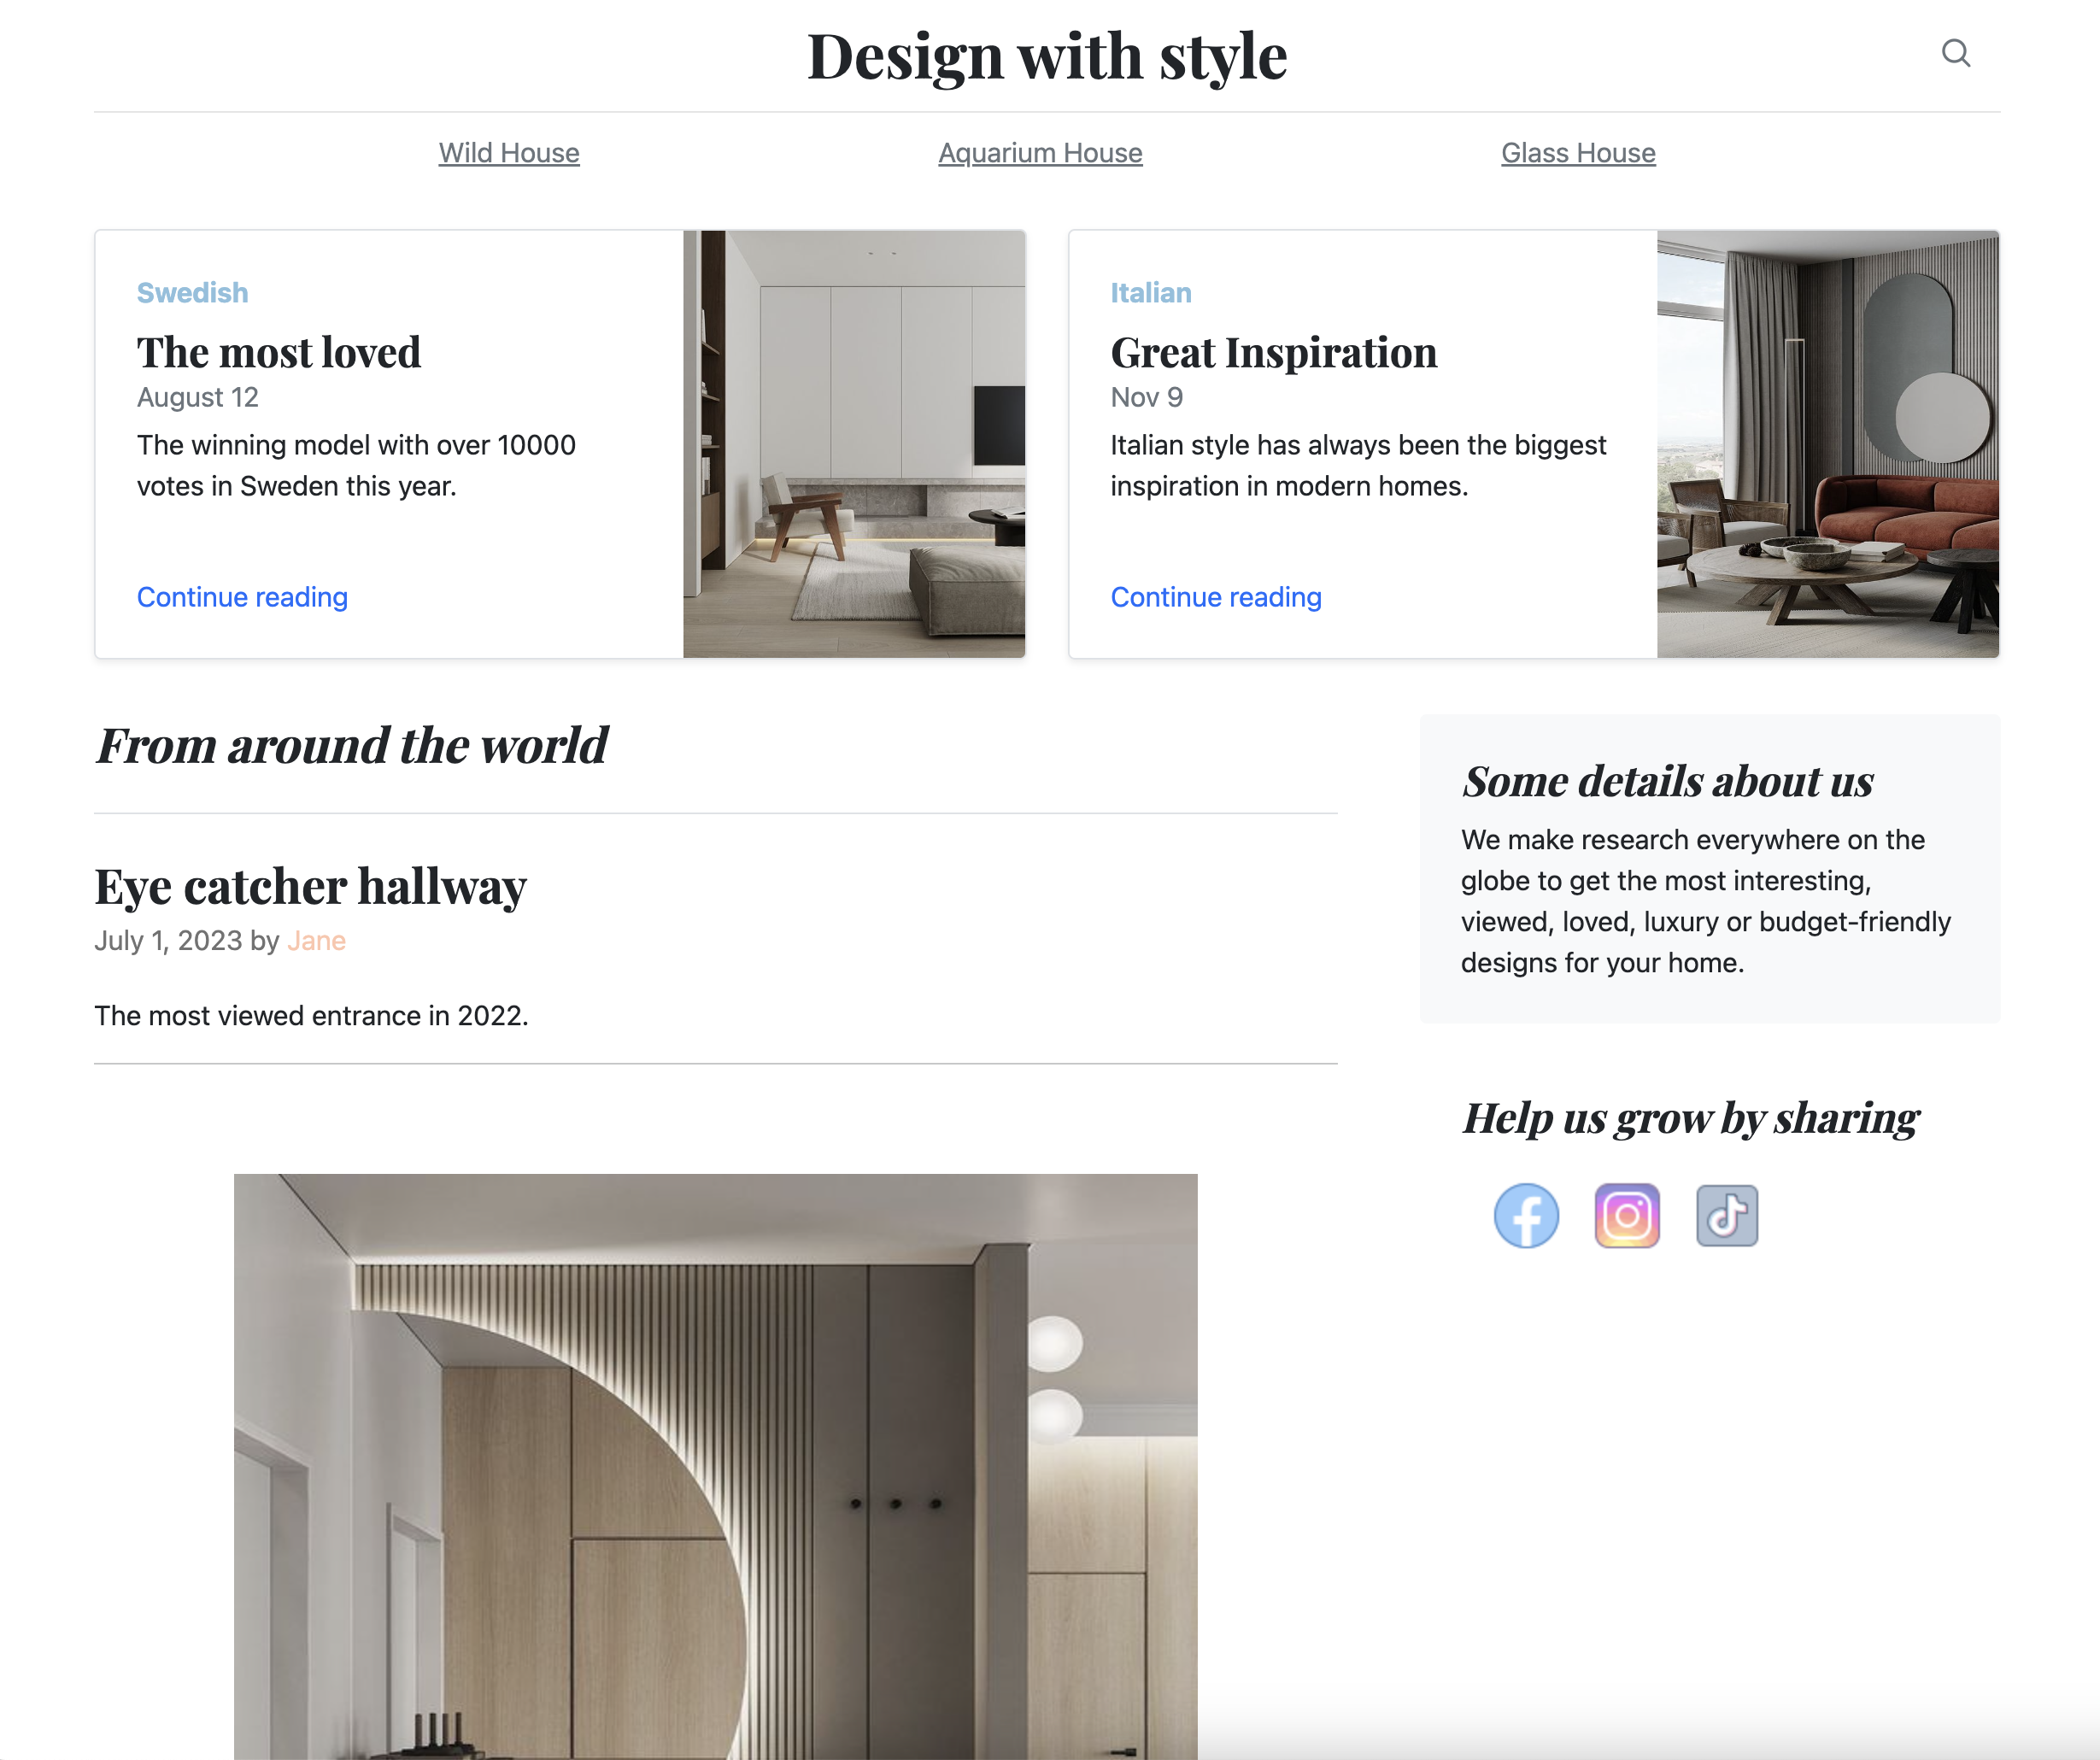 Design with style
Wild House
Aquarium House
Glass House
Swedish
The most loved
August 12
The winning model with over 10000
votes in Sweden this year.
Continue reading
Italian
Great Inspiration
Nov 9
Italian style has always been the biggest
inspiration in modern homes.
Continue reading
From around the world
Eye catcher hallway
July 1, 2023 by Jane
The most viewed entrance in 2022.
Some details about us
We make research everywhere on the
globe to get the most interesting,
viewed, loved, luxury or budget-friendly
designs for your home.
Help us grow by sharing